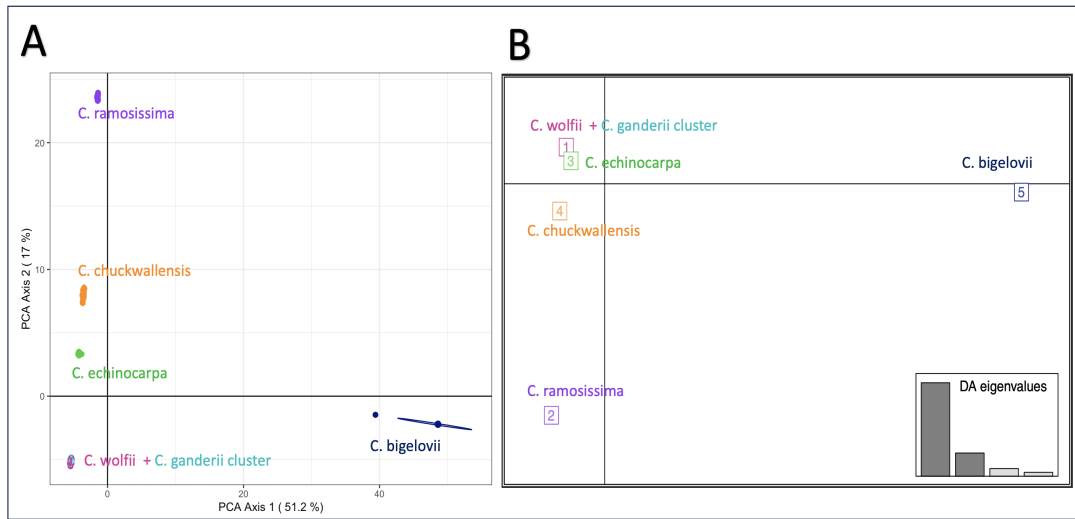 A
C. ramosissima
20
C. chuckwallensis
10
C. echinocarpa
0
C. bigelovii
C. wolfii + C. ganderii cluster
PCA Axis 2 ( 17 %)
0
20
40
PCA Axis 1 ( 51.2 %)
B
C. wolfii + C. ganderii cluster
1
3 C. echinocarpa
C. bigelovii
5
4
C. chuckwallensis
C. ramosissima
2
DA eigenvalues